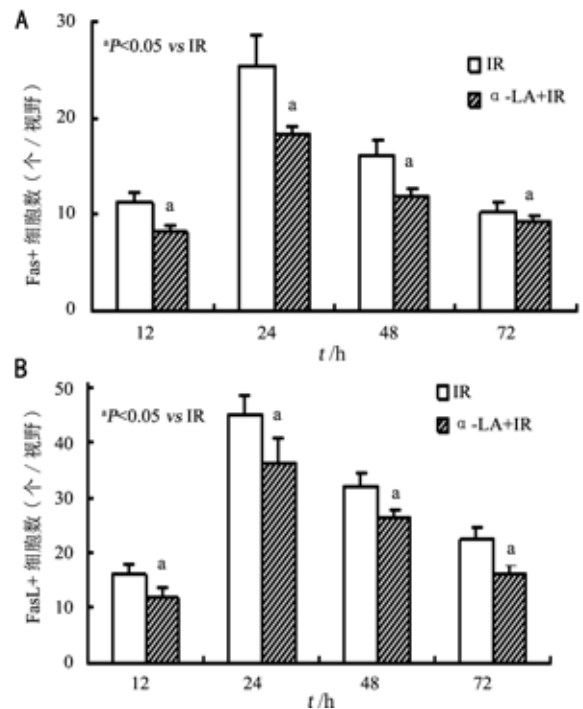 A
30
20
10
0
Fas+ 细胞数 ( 个 / 视野 )
ᵃP<0.05 vs IR
IR
α-LA+IR
a
a
a
a
12 24 48 72
t/h
B
50
40
30
20
10
0
FasL+ 细胞数 ( 个 / 视野 )
ᵃP<0.05 vs IR
IR
α-LA+IR
a
a
a
a
12 24 48 72
t/h